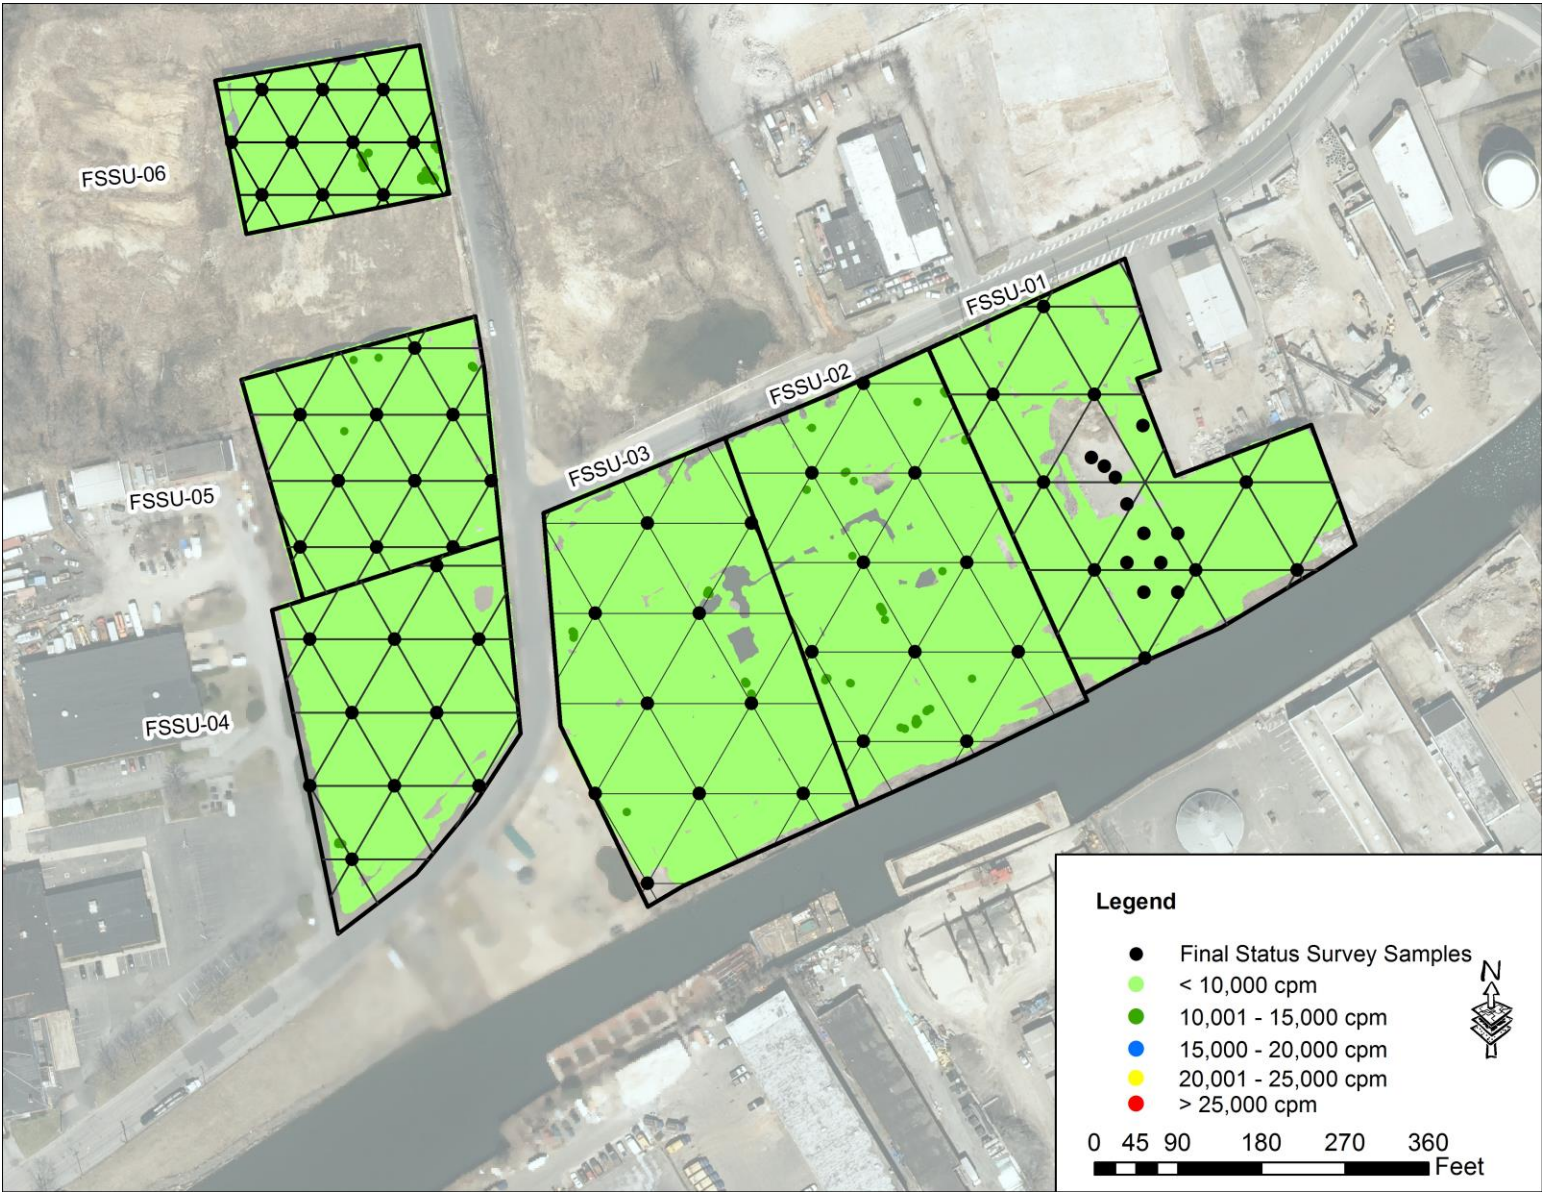 FSSU-06
FSSU-01
FSSU-02
FSSU-03
FSSU-05
FSSU-04
Legend
Final Status Survey Samples
< 10,000 cpm
10,001 - 15,000 cpm
15,000 - 20,000 cpm
20,001 - 25,000 cpm
> 25,000 cpm
N
0 45 90 180 270 360
Feet